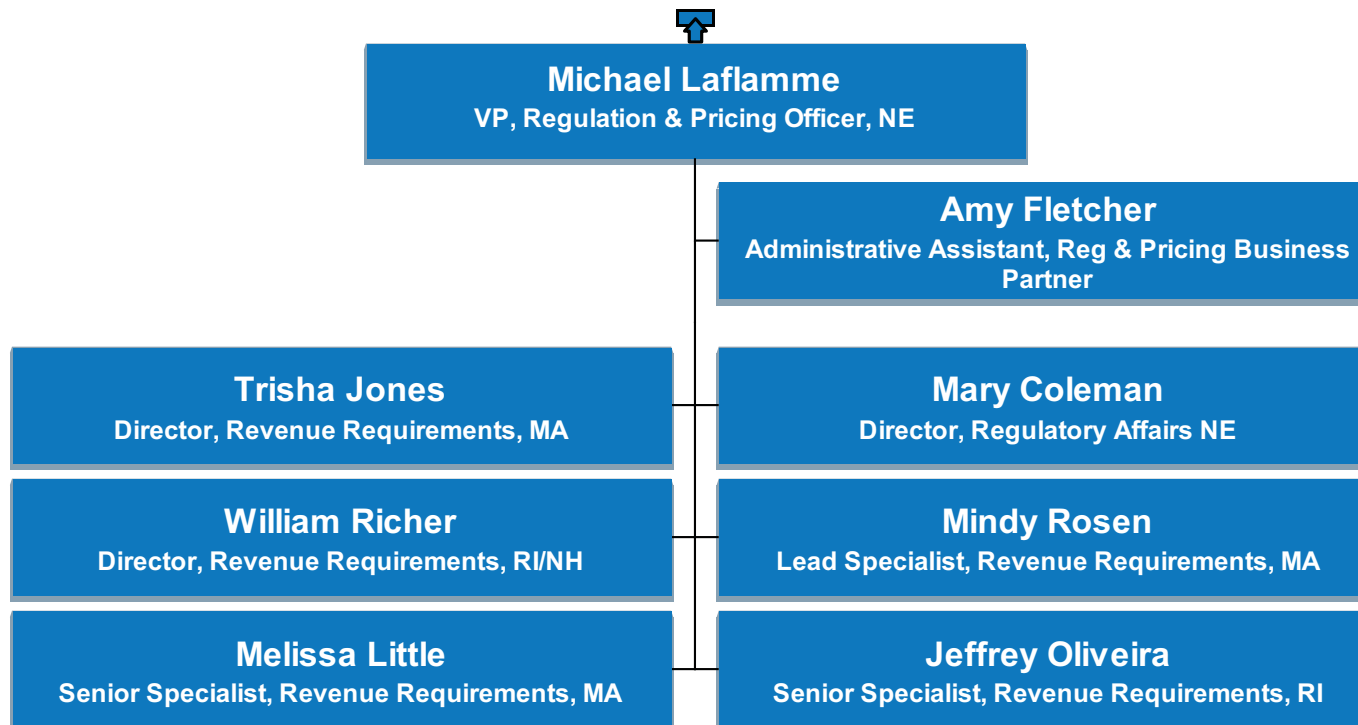 Michael Laflamme
VP, Regulation & Pricing Officer, NE
Amy Fletcher
Administrative Assistant, Reg & Pricing Business
Partner
Trisha Jones
Director, Revenue Requirements, MA
Mary Coleman
Director, Regulatory Affairs NE
William Richer
Director, Revenue Requirements, RI/NH
Mindy Rosen
Lead Specialist, Revenue Requirements, MA
Melissa Little
Senior Specialist, Revenue Requirements, MA
Jeffrey Oliveira
Senior Specialist, Revenue Requirements, RI